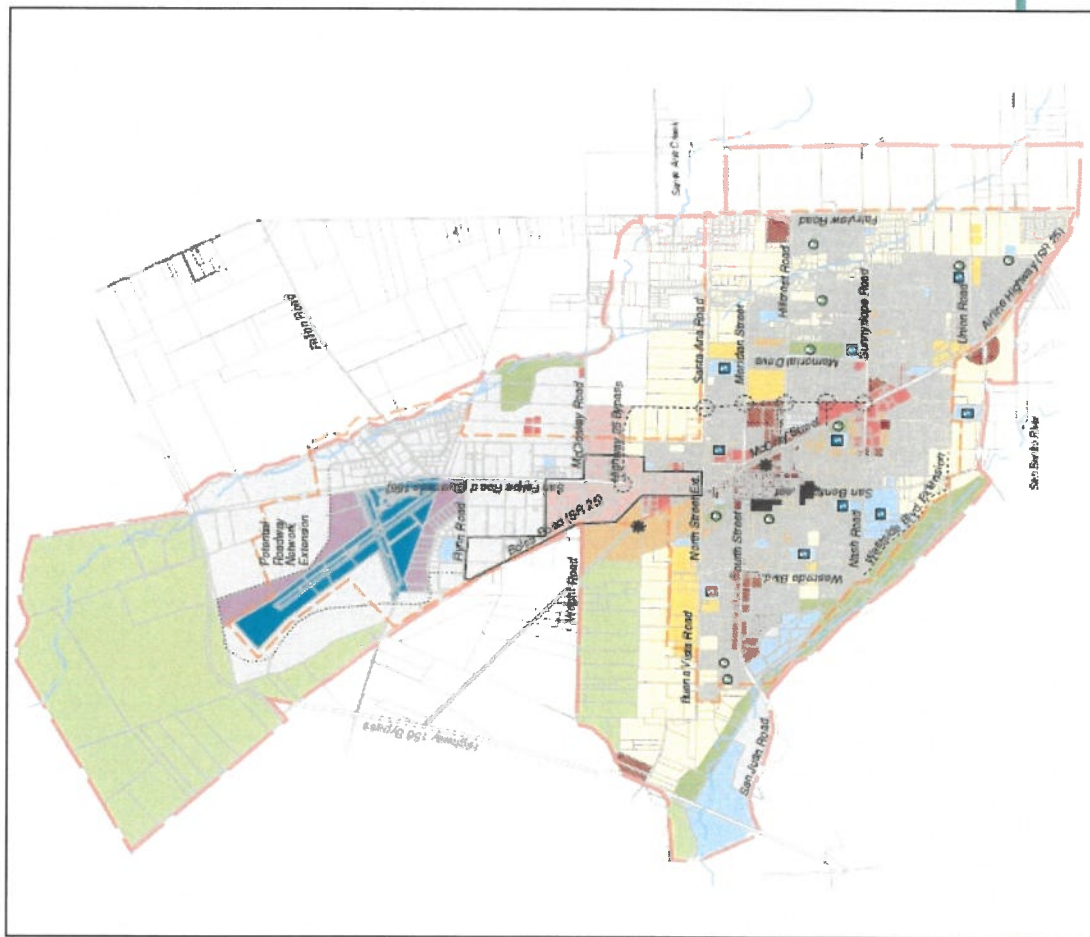 Santa Ana Creek
Fairview Road
Fallon Road
Hillcrest Road
Santa Ana Road
Meridian Street
Memorial Drive
Sunnyslope Road
Union Road
Airline Highway (SR 25)
McCloskey Road
Highway 25 Bypass
McCray Street
San Benito River
Potential
Roadway
Network
Extension
San Felipe Road
Flynn Road
Bolsa Road (SR 25)
Wright Road
North Street Ext.
South Street
San Benito
Nash Road
Westside Blvd Extension
Buena Vista Road
Highway 156 Bypass
San Juan Road